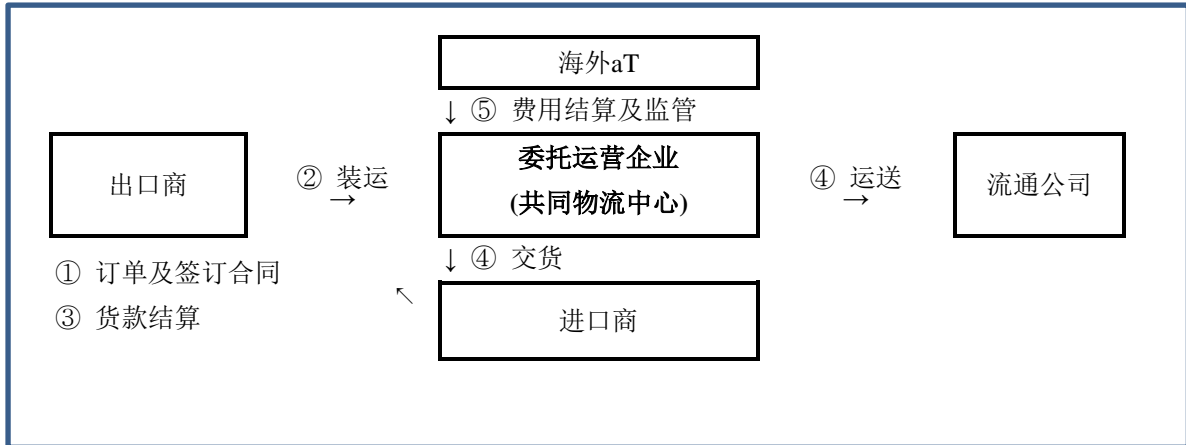 海外aT
↓ ⑤ 费用结算及监管
出口商
② 装运
→
委托运营企业
(共同物流中心)
④ 运送
→
流通公司
↓ ④ 交货
① 订单及签订合同
③ 货款结算
↖
进口商